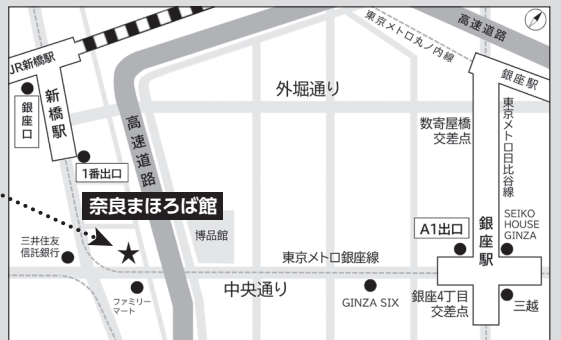 東京メトロ丸ノ内線
高速道路
JR新橋駅
銀座駅
銀座口
新橋駅
外堀通り
高速道路
数寄屋橋
交差点
東京メトロ日比谷線
1番出口
奈良まほろば館
三井住友
信託銀行
博品館
A1出口
銀座駅
SEIKO
HOUSE
GINZA
東京メトロ銀座線
ファミリー
マート
中央通り
GINZA SIX
銀座4丁目
交差点
三越